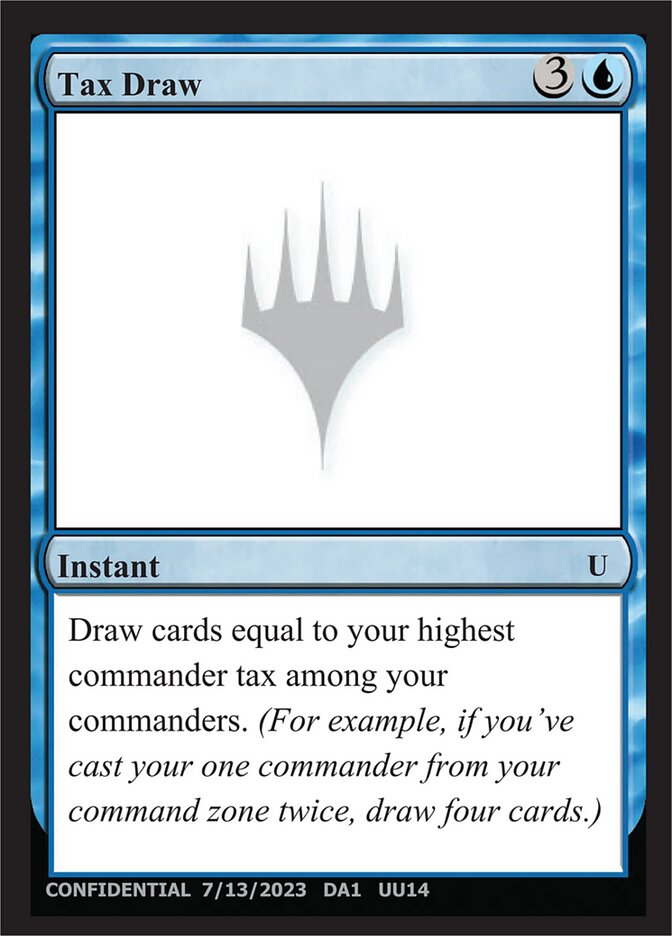 Tax Draw 3
Instant U
Draw cards equal to your highest
commander tax among your
commanders. (For example, if you’ve
cast your one commander from your
command zone twice, draw four cards.)
CONFIDENTIAL 7/13/2023 DA1 UU14